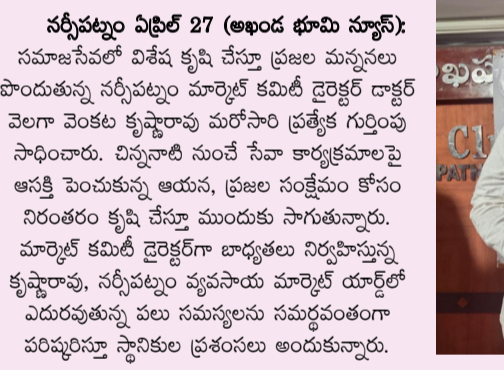 నర్సీపట్నం ఏప్రిల్ 27 (అఖండ భూమి న్యూస్):
సమాజసేవలో విశేష కృషి చేస్తూ ప్రజల మన్ననలు
పొందుతున్న నర్సీపట్నం మార్కెట్ కమిటీ డైరెక్టర్ డాక్టర్
వెలగా వెంకట కృష్ణారావు మరోసారి ప్రత్యేక గుర్తింపు
సాధించారు. చిన్ననాటి నుంచే సేవా కార్యక్రమాలపై
ఆసక్తి పెంచుకున్న ఆయన, ప్రజల సంక్షేమం కోసం
నిరంతరం కృషి చేస్తూ ముందుకు సాగుతున్నారు.
మార్కెట్ కమిటీ డైరెక్టర్‌గా బాధ్యతలు నిర్వహిస్తున్న
కృష్ణారావు, నర్సీపట్నం వ్యవసాయ మార్కెట్ యార్డ్‌లో
ఎదురవుతున్న పలు సమస్యలను సమర్థవంతంగా
పరిష్కరిస్తూ స్థానికుల ప్రశంసలు అందుకున్నారు.